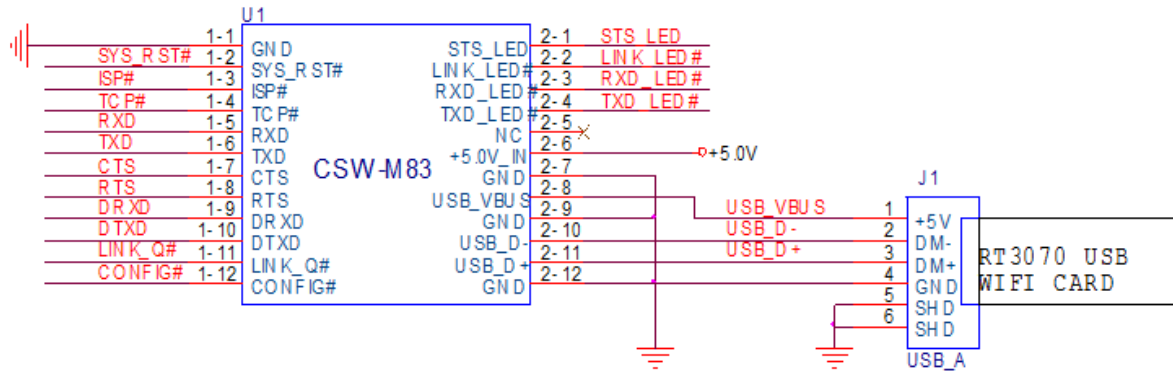 U1
1-1 GND
SYS_RST# 1-2 SYS_RST#
ISP# 1-3 ISP#
TCP# 1-4 TCP#
RXD 1-5 RXD
TXD 1-6 TXD
CTS 1-7 CTS
RTS 1-8 RTS
DRXD 1-9 DRXD
DTXD 1-10 DTXD
LINK_Q# 1-11 LINK_Q#
CONFIG# 1-12 CONFIG#
CSW-M83
STS_LED 2-1 STS_LED
LINK_LED# 2-2 LINK_LED#
RXD_LED# 2-3 RXD_LED#
TXD_LED# 2-4 TXD_LED#
NC 2-5
+5.0V_IN 2-6 +5.0V
GND 2-7
USB_VBUS 2-8
GND 2-9
USB_D- 2-10
USB_D+ 2-11
GND 2-12
J1
USB_VBUS 1 +5V
USB_D- 2 DM-
USB_D+ 3 DM+
4 GND
5 SHD
6 SHD
USB_A
RT3070 USB
WIFI CARD